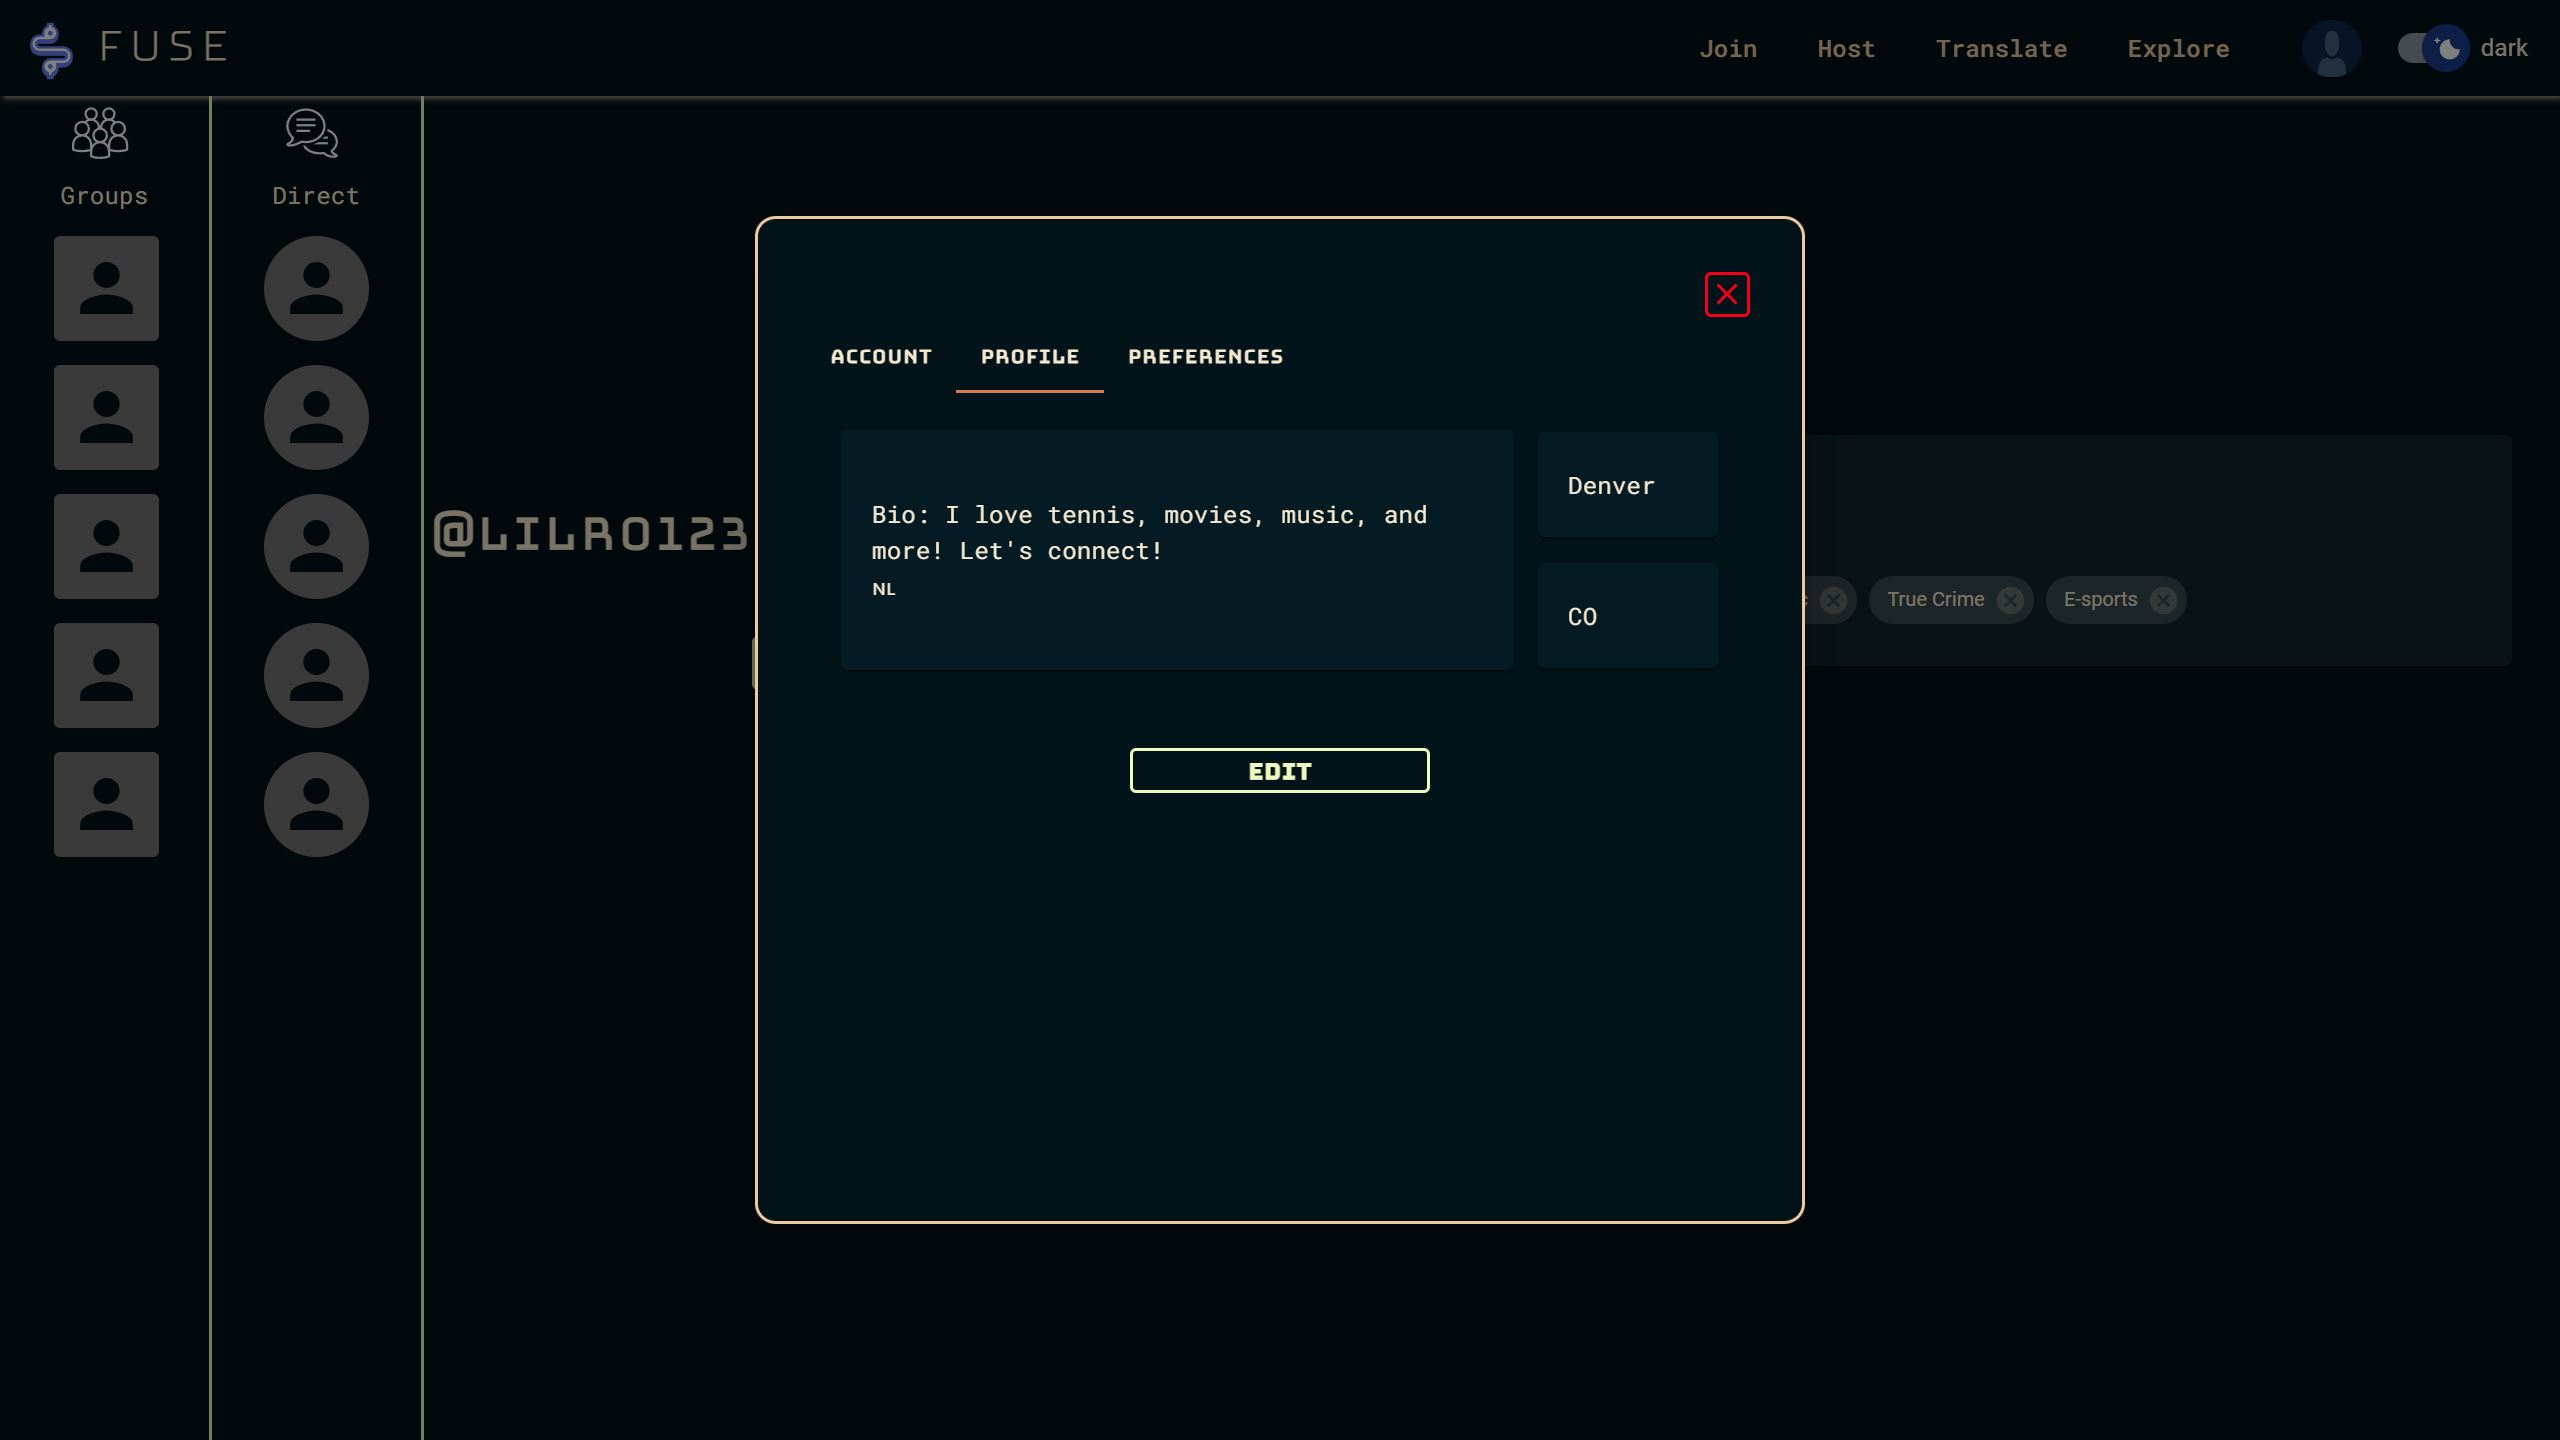 FUSE
Join
Host
Translate
Explore
dark
Groups
Direct
@LILRO123
ACCOUNT
PROFILE
PREFERENCES
Bio: I love tennis, movies, music, and
more! Let's connect!
NL
Denver
CO
EDIT
True Crime
E-sports